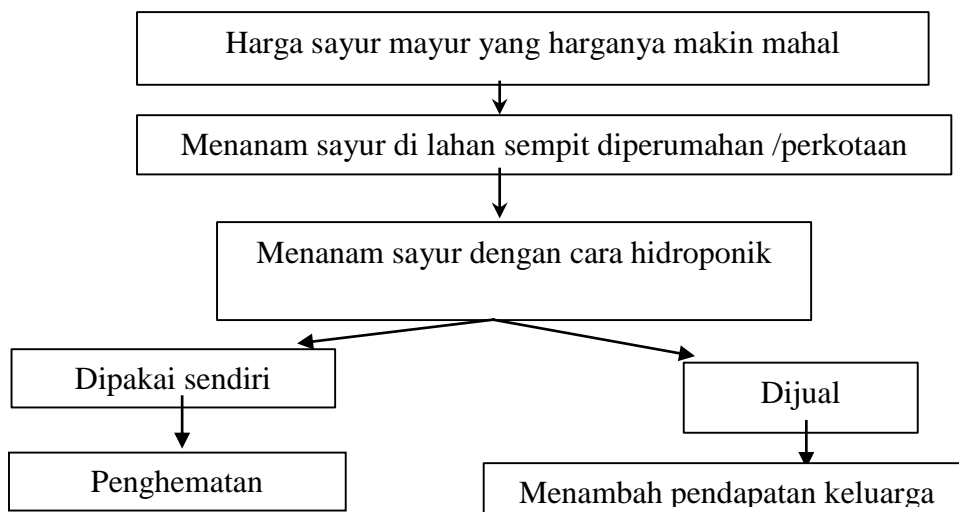 Harga sayur mayur yang harganya makin mahal
Menanam sayur di lahan sempit diperumahan /perkotaan
Menanam sayur dengan cara hidroponik
Dipakai sendiri
Dijual
Penghematan
Menambah pendapatan keluarga